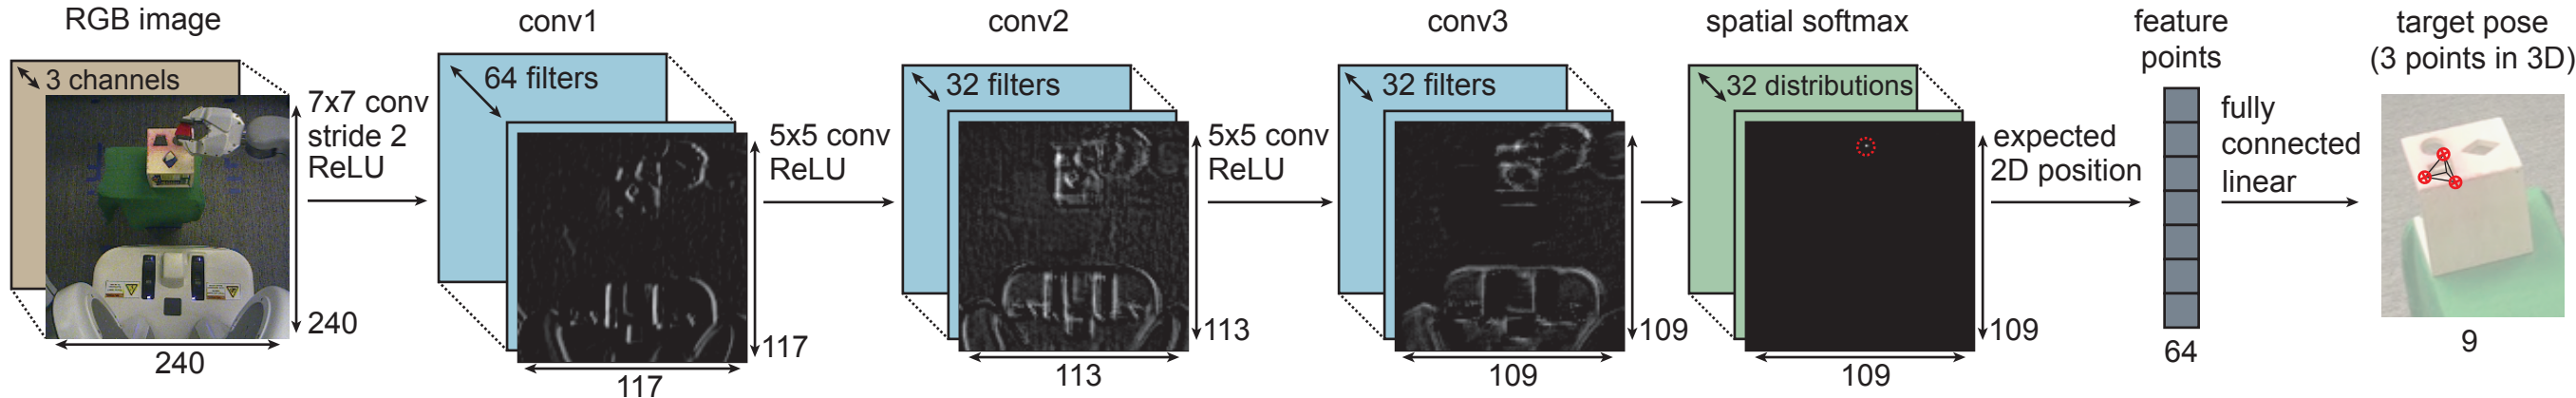 RGB image
3 channels
240
240
7x7 conv
stride 2
ReLU
conv1
64 filters
117
117
5x5 conv
ReLU
conv2
32 filters
113
113
5x5 conv
ReLU
conv3
32 filters
109
109
spatial softmax
32 distributions
109
109
expected
2D position
feature
points
64
fully
connected
linear
target pose
(3 points in 3D)
9